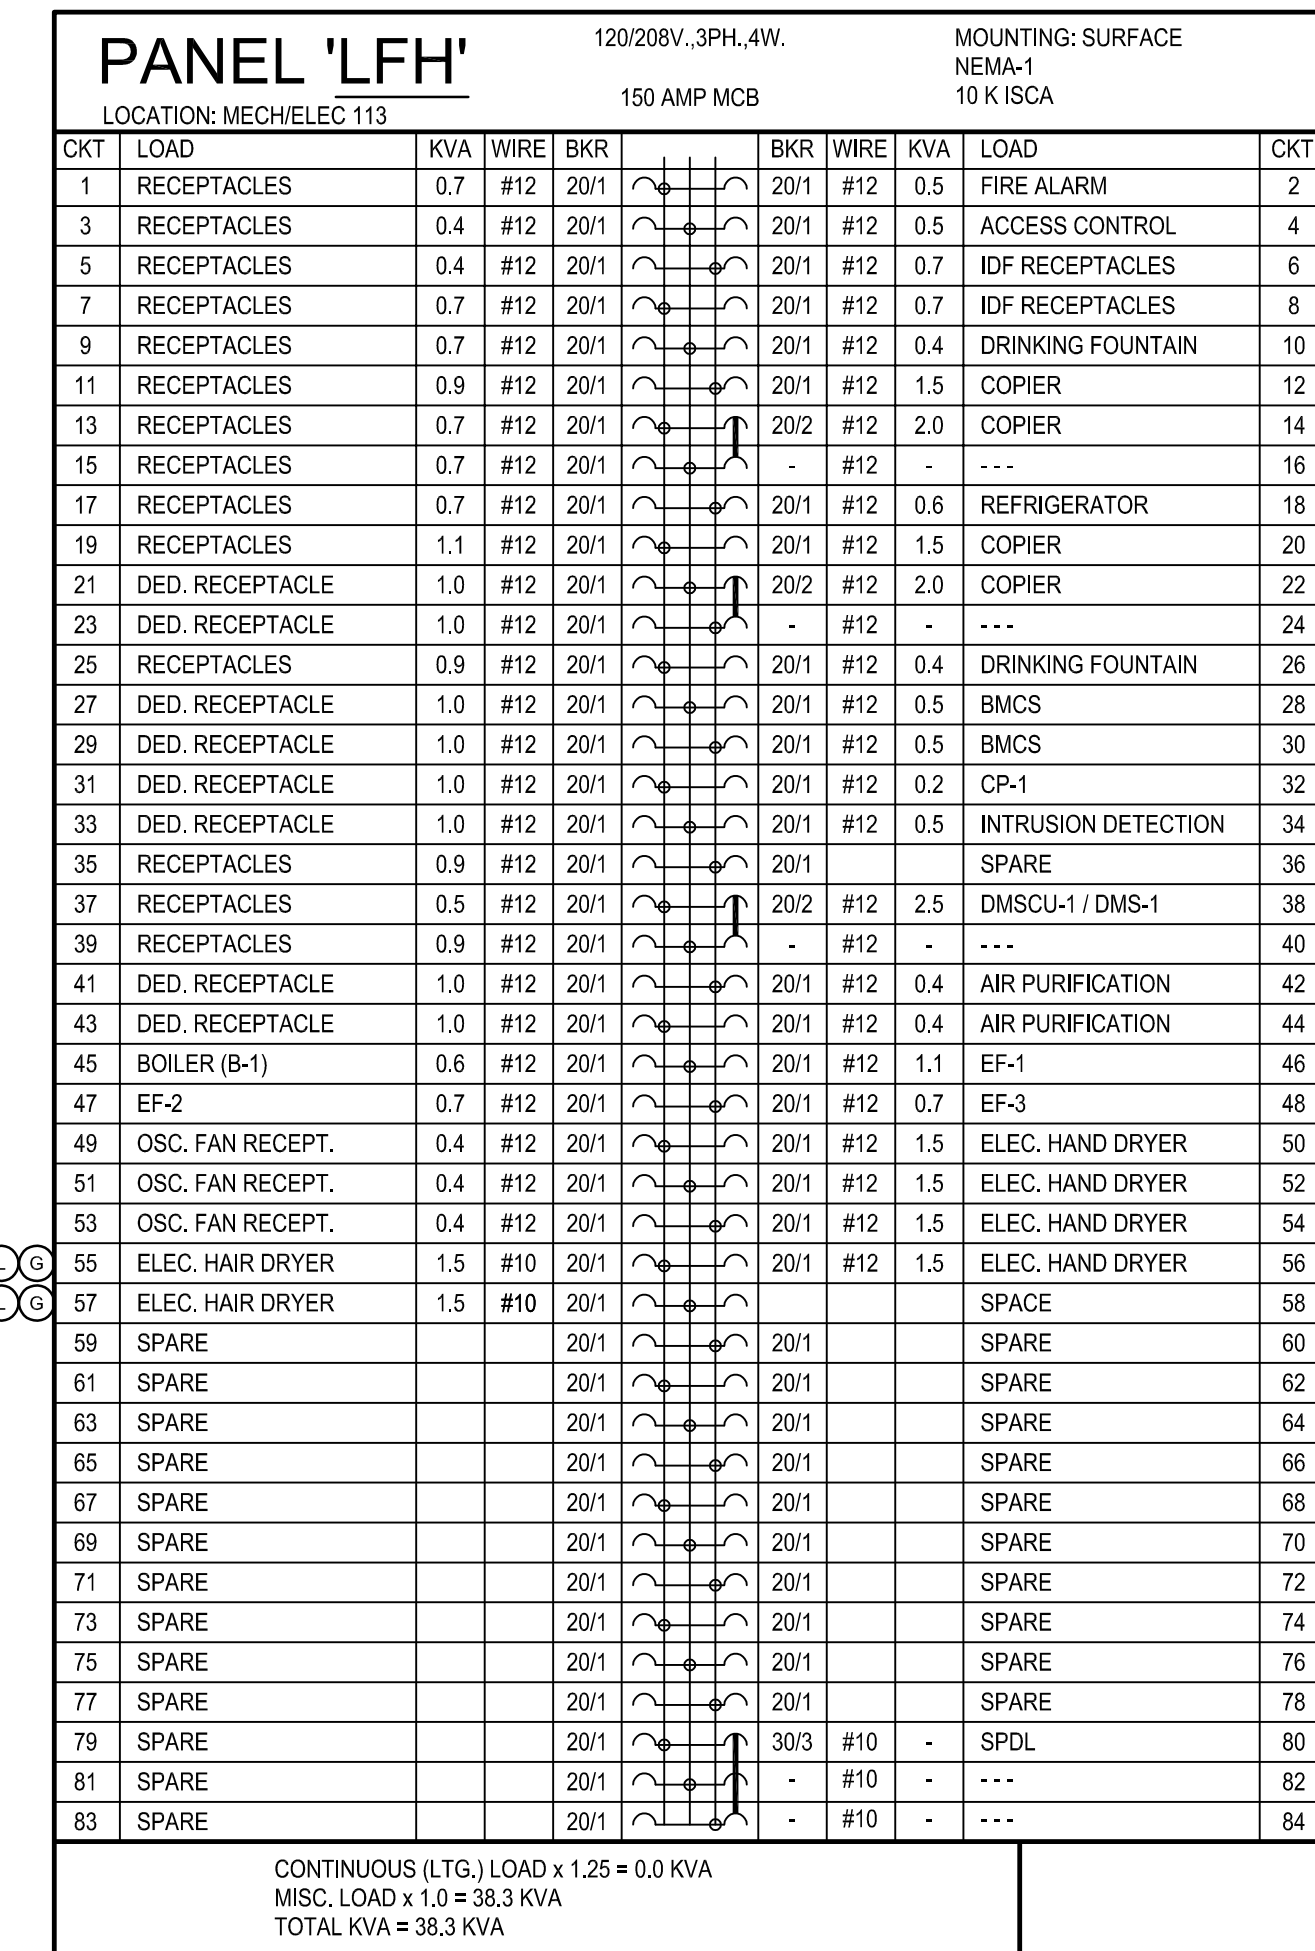 PANEL 'LFH'
LOCATION: MECH/ELEC 113
120/208V.,3PH.,4W.
150 AMP MCB
MOUNTING: SURFACE
NEMA-1
10 K ISCA
CKT LOAD KVA WIRE BKR BKR WIRE KVA LOAD CKT
1 RECEPTACLES 0.7 #12 20/1 20/1 #12 0.5 FIRE ALARM 2
3 RECEPTACLES 0.4 #12 20/1 20/1 #12 0.5 ACCESS CONTROL 4
5 RECEPTACLES 0.4 #12 20/1 20/1 #12 0.7 IDF RECEPTACLES 6
7 RECEPTACLES 0.7 #12 20/1 20/1 #12 0.7 IDF RECEPTACLES 8
9 RECEPTACLES 0.7 #12 20/1 20/1 #12 0.4 DRINKING FOUNTAIN 10
11 RECEPTACLES 0.9 #12 20/1 20/1 #12 1.5 COPIER 12
13 RECEPTACLES 0.7 #12 20/1 20/2 #12 2.0 COPIER 14
15 RECEPTACLES 0.7 #12 20/1 - #12 - - - - 16
17 RECEPTACLES 0.7 #12 20/1 20/1 #12 0.6 REFRIGERATOR 18
19 RECEPTACLES 1.1 #12 20/1 20/1 #12 1.5 COPIER 20
21 DED. RECEPTACLE 1.0 #12 20/1 20/2 #12 2.0 COPIER 22
23 DED. RECEPTACLE 1.0 #12 20/1 - #12 - - - - 24
25 RECEPTACLES 0.9 #12 20/1 20/1 #12 0.4 DRINKING FOUNTAIN 26
27 DED. RECEPTACLE 1.0 #12 20/1 20/1 #12 0.5 BMCS 28
29 DED. RECEPTACLE 1.0 #12 20/1 20/1 #12 0.5 BMCS 30
31 DED. RECEPTACLE 1.0 #12 20/1 20/1 #12 0.2 CP-1 32
33 DED. RECEPTACLE 1.0 #12 20/1 20/1 #12 0.5 INTRUSION DETECTION 34
35 RECEPTACLES 0.9 #12 20/1 20/1 SPARE 36
37 RECEPTACLES 0.5 #12 20/1 20/2 #12 2.5 DMSCU-1 / DMS-1 38
39 RECEPTACLES 0.9 #12 20/1 - #12 - - - - 40
41 DED. RECEPTACLE 1.0 #12 20/1 20/1 #12 0.4 AIR PURIFICATION 42
43 DED. RECEPTACLE 1.0 #12 20/1 20/1 #12 0.4 AIR PURIFICATION 44
45 BOILER (B-1) 0.6 #12 20/1 20/1 #12 1.1 EF-1 46
47 EF-2 0.7 #12 20/1 20/1 #12 0.7 EF-3 48
49 OSC. FAN RECEPT. 0.4 #12 20/1 20/1 #12 1.5 ELEC. HAND DRYER 50
51 OSC. FAN RECEPT. 0.4 #12 20/1 20/1 #12 1.5 ELEC. HAND DRYER 52
53 OSC. FAN RECEPT. 0.4 #12 20/1 20/1 #12 1.5 ELEC. HAND DRYER 54
G 55 ELEC. HAIR DRYER 1.5 #10 20/1 20/1 #12 1.5 ELEC. HAND DRYER 56
G 57 ELEC. HAIR DRYER 1.5 #10 20/1 SPACE 58
59 SPARE 20/1 20/1 SPARE 60
61 SPARE 20/1 20/1 SPARE 62
63 SPARE 20/1 20/1 SPARE 64
65 SPARE 20/1 20/1 SPARE 66
67 SPARE 20/1 20/1 SPARE 68
69 SPARE 20/1 20/1 SPARE 70
71 SPARE 20/1 20/1 SPARE 72
73 SPARE 20/1 20/1 SPARE 74
75 SPARE 20/1 20/1 SPARE 76
77 SPARE 20/1 20/1 SPARE 78
79 SPARE 20/1 30/3 #10 - SPDL 80
81 SPARE 20/1 - #10 - - - - 82
83 SPARE 20/1 - #10 - - - - 84
CONTINUOUS (LTG.) LOAD x 1.25 = 0.0 KVA
MISC. LOAD x 1.0 = 38.3 KVA
TOTAL KVA = 38.3 KVA